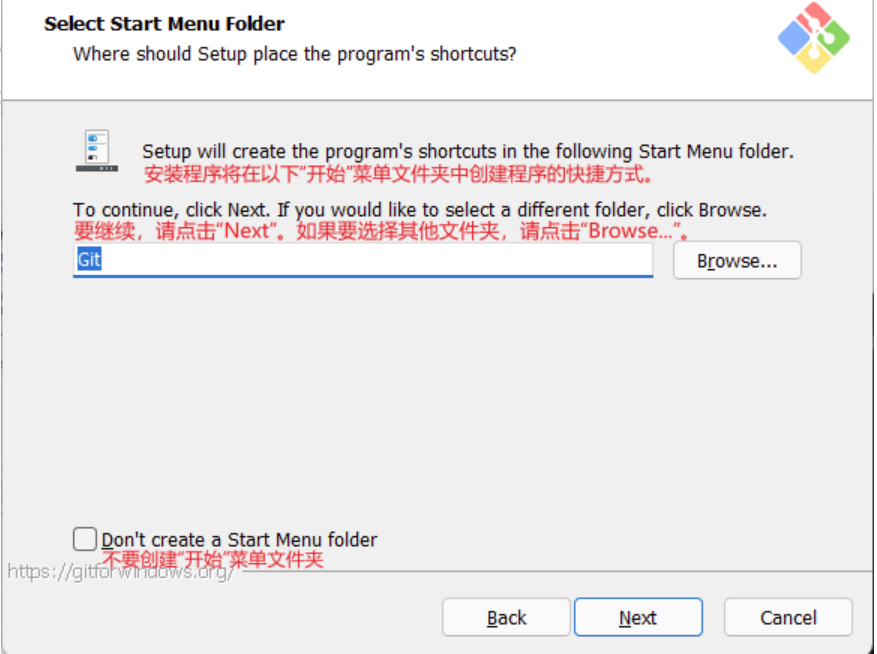 Select Start Menu Folder
Where should Setup place the program's shortcuts?
Setup will create the program's shortcuts in the following Start Menu folder.
安装程序将在以下“开始”菜单文件夹中创建程序的快捷方式。
To continue, click Next. If you would like to select a different folder, click Browse.
要继续，请点击“Next”。如果要选择其他文件夹，请点击“Browse...”。
Git
Browse...
Don't create a Start Menu folder
不要创建“开始”菜单文件夹
https://gitforwindows.org/
Back
Next
Cancel